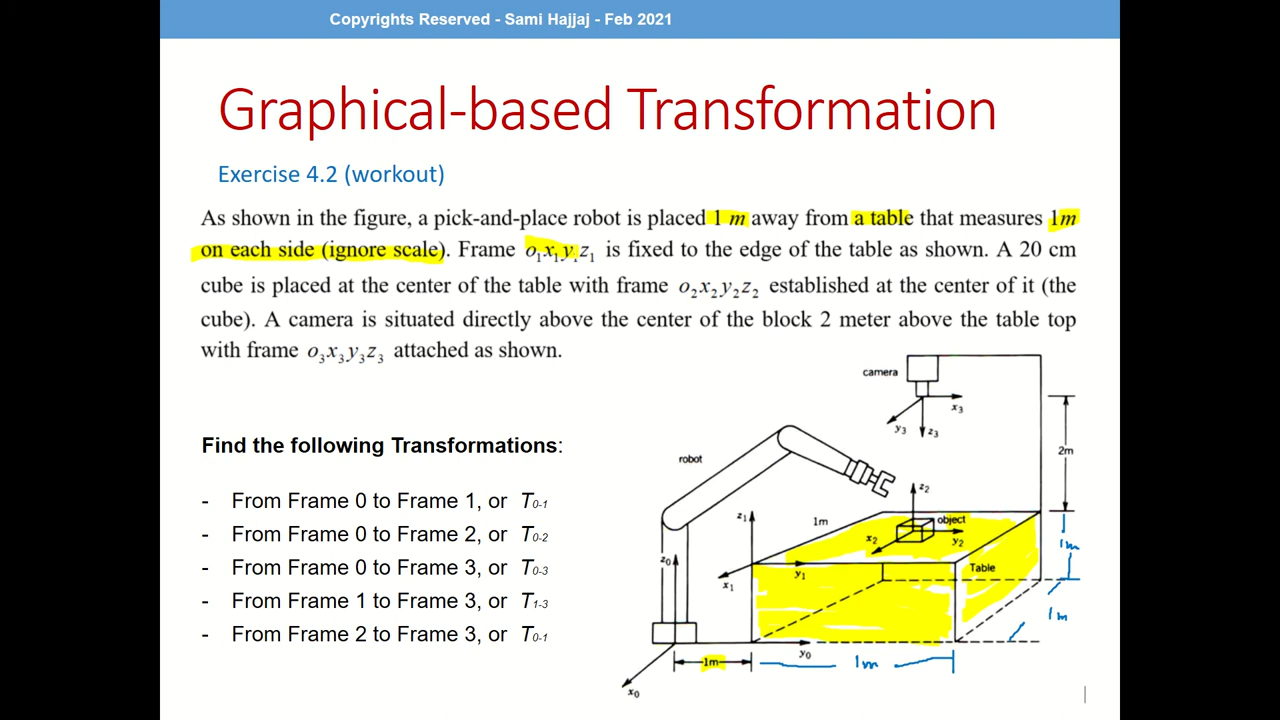 Copyrights Reserved - Sami Hajjaj - Feb 2021
Graphical-based Transformation
Exercise 4.2 (workout)
As shown in the figure, a pick-and-place robot is placed 1 m away from a table that measures 1m
on each side (ignore scale). Frame o₁x₁y₁z₁ is fixed to the edge of the table as shown. A 20 cm
cube is placed at the center of the table with frame o₂x₂y₂z₂ established at the center of it (the
cube). A camera is situated directly above the center of the block 2 meter above the table top
with frame o₃x₃y₃z₃ attached as shown.
Find the following Transformations:
- From Frame 0 to Frame 1, or T0-1
- From Frame 0 to Frame 2, or T0-2
- From Frame 0 to Frame 3, or T0-3
- From Frame 1 to Frame 3, or T1-3
- From Frame 2 to Frame 3, or T0-1
camera
x₃
y₃
z₃
2m
robot
z₂
z₁
1m
object
x₂
y₂
1m
z₀
Table
x₁
y₁
1m
y₀
1m
1m
x₀